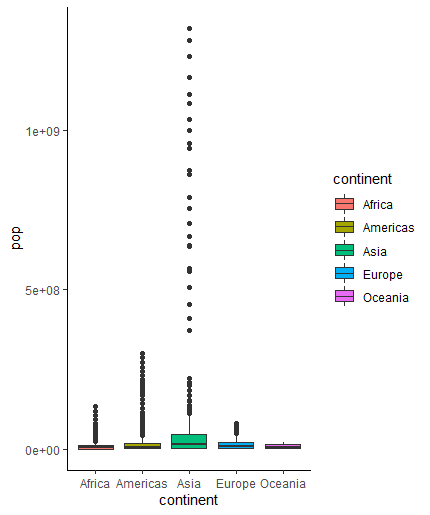 pop
1e+09
5e+08
0e+00
Africa Americas Asia Europe Oceania
continent
continent
Africa
Americas
Asia
Europe
Oceania